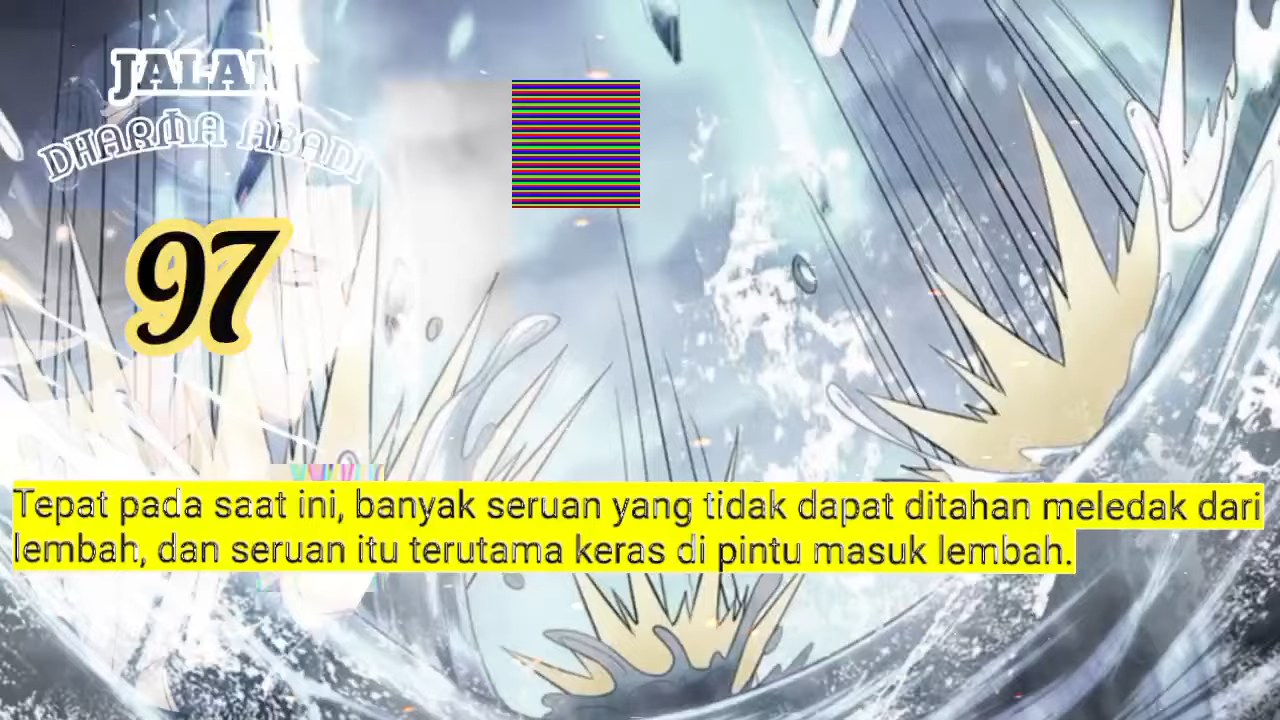 JALAN
DHARMA ABADI
97
Tepat pada saat ini, banyak seruan yang tidak dapat ditahan meledak dari
lembah, dan seruan itu terutama keras di pintu masuk lembah.